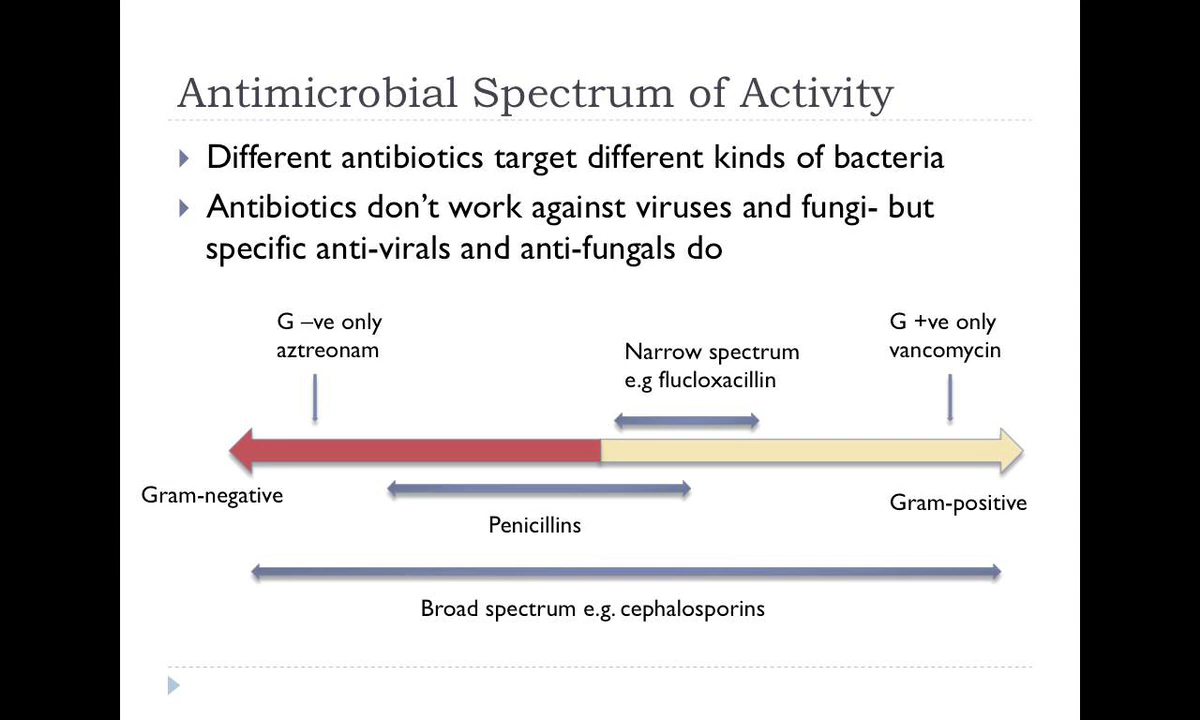 Antimicrobial Spectrum of Activity
Different antibiotics target different kinds of bacteria
Antibiotics don’t work against viruses and fungi- but
specific anti-virals and anti-fungals do
G –ve only
aztreonam
Narrow spectrum
e.g flucloxacillin
G +ve only
vancomycin
Gram-negative
Gram-positive
Penicillins
Broad spectrum e.g. cephalosporins